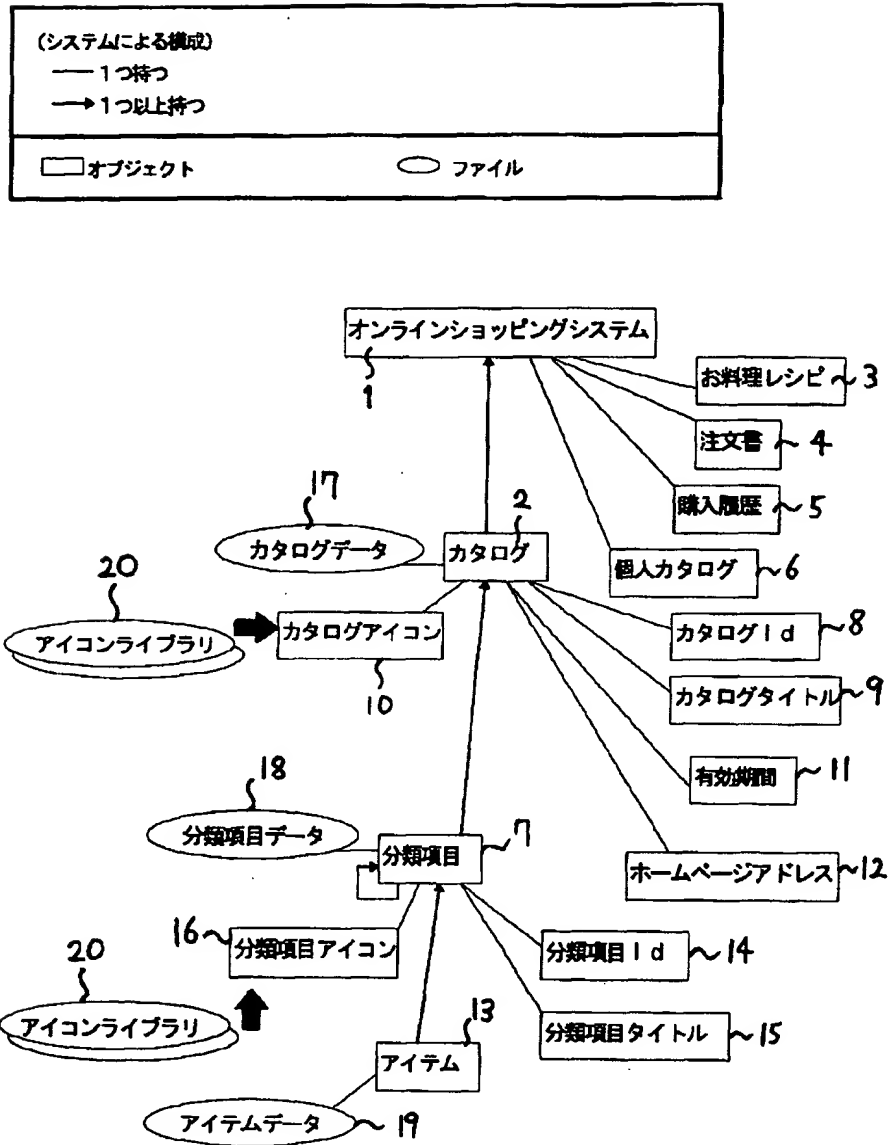 (システムによる構成)
1つ持つ
1つ以上持つ
オブジェクト
ファイル
オンラインショッピングシステム
1
お料理レシピ
3
注文書
4
17
2
購入履歴
5
カタログデータ
カタログ
個人カタログ
6
20
アイコンライブラリ
カタログアイコン
カタログId
8
10
カタログタイトル
9
18
有効期間
11
分類項目データ
分類項目
7
ホームページアドレス
12
16
分類項目アイコン
分類項目Id
14
20
アイコンライブラリ
13
分類項目タイトル
15
アイテム
アイテムデータ
19